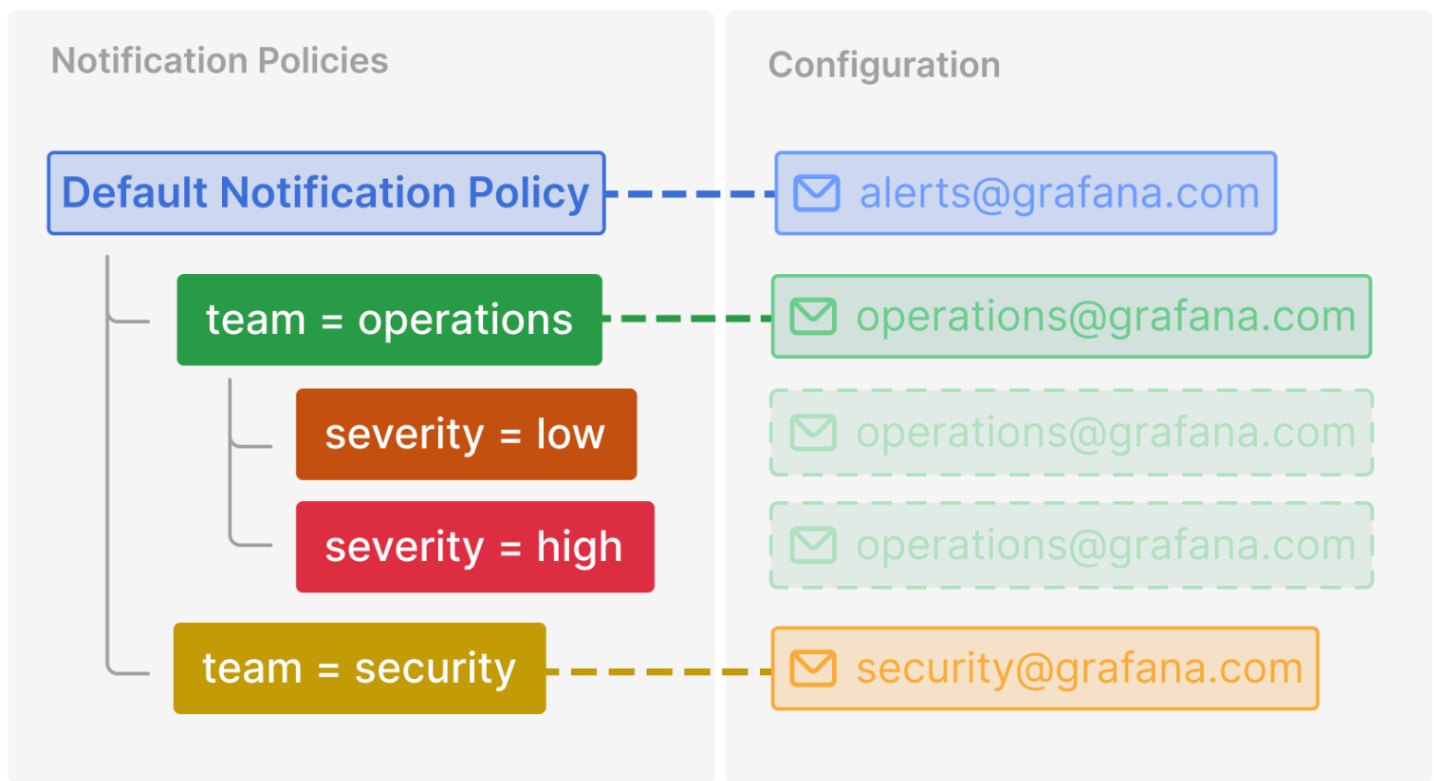 Notification Policies
Configuration
Default Notification Policy
alerts@grafana.com
team = operations
operations@grafana.com
severity = low
operations@grafana.com
severity = high
operations@grafana.com
team = security
security@grafana.com